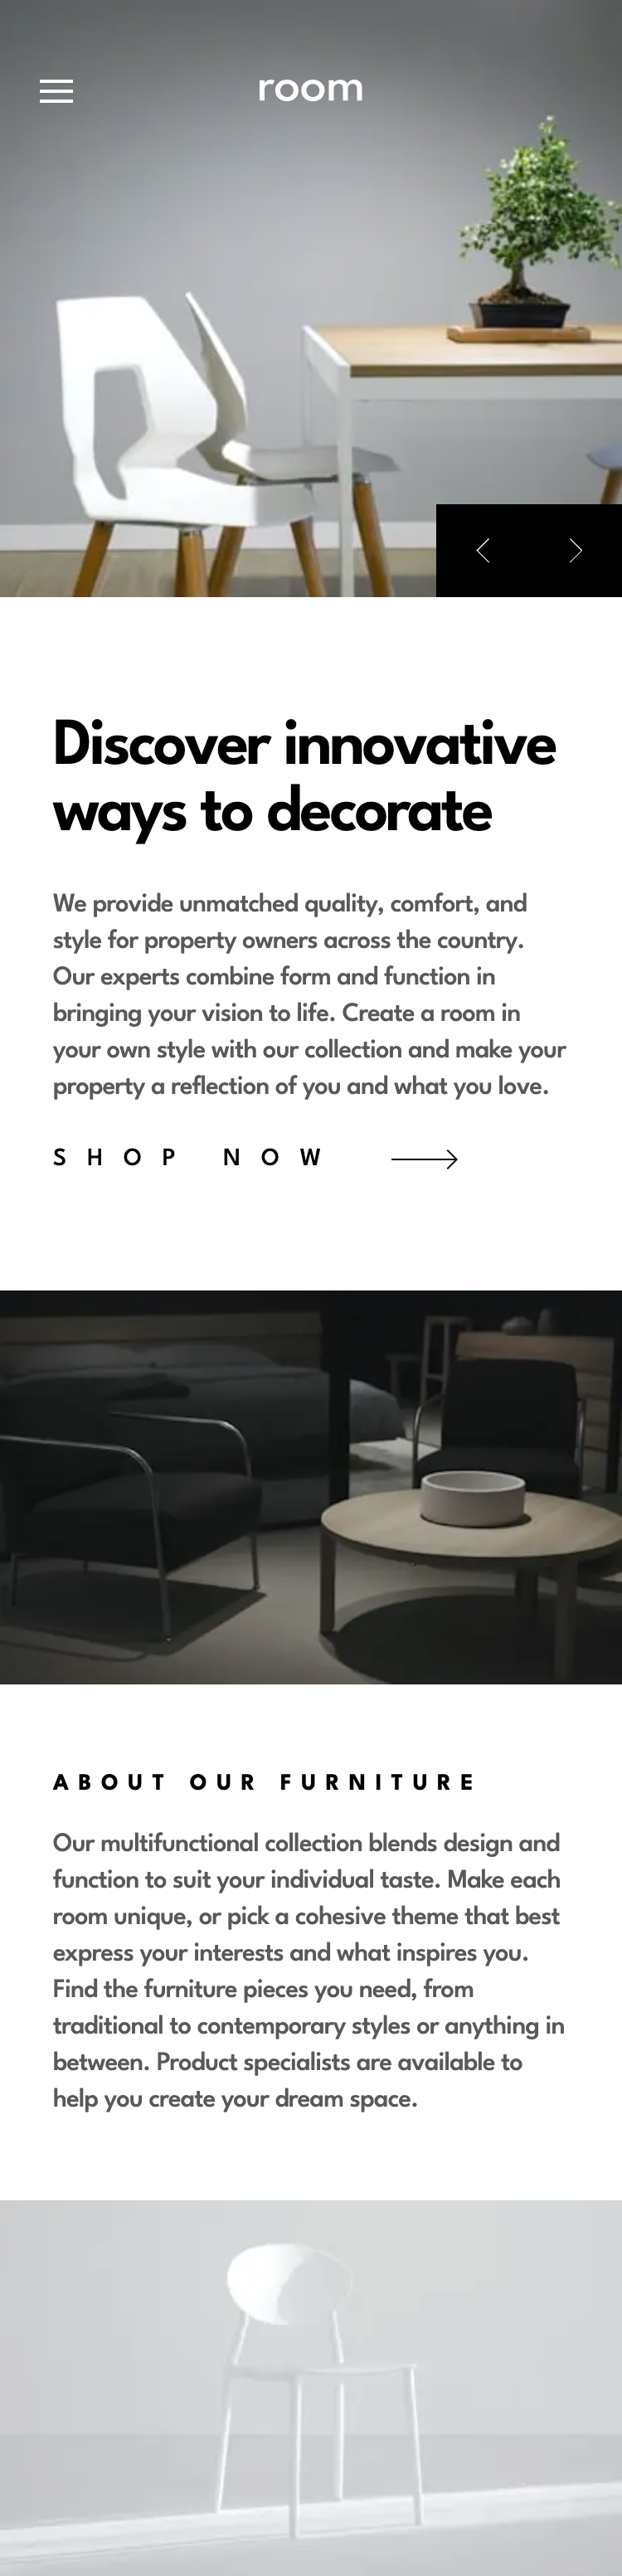 room
Discover innovative
ways to decorate
We provide unmatched quality, comfort, and
style for property owners across the country.
Our experts combine form and function in
bringing your vision to life. Create a room in
your own style with our collection and make your
property a reflection of you and what you love.
SHOP NOW
ABOUT OUR FURNITURE
Our multifunctional collection blends design and
function to suit your individual taste. Make each
room unique, or pick a cohesive theme that best
express your interests and what inspires you.
Find the furniture pieces you need, from
traditional to contemporary styles or anything in
between. Product specialists are available to
help you create your dream space.